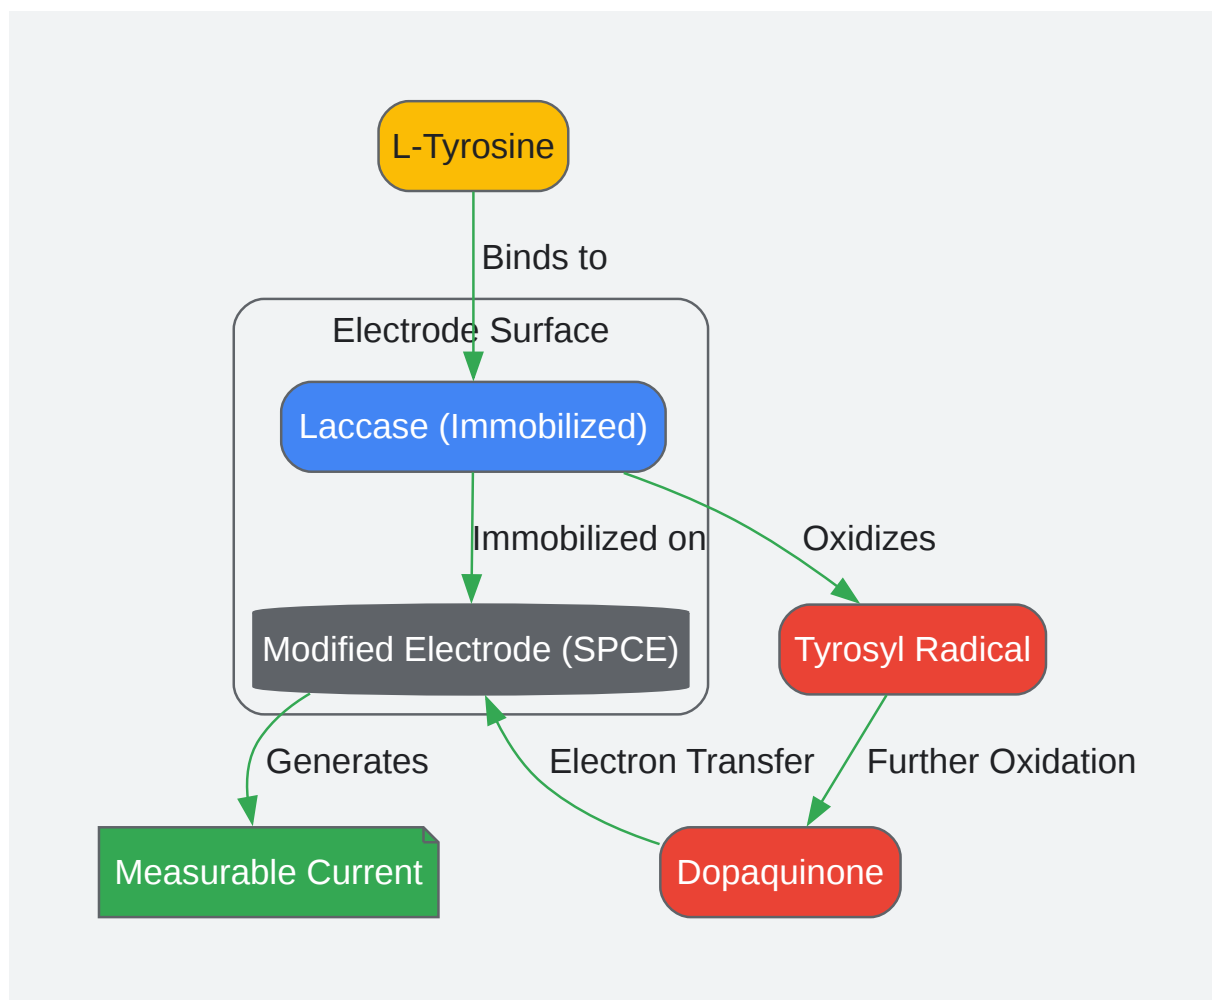 L-Tyrosine
Binds to
Electrode Surface
Laccase (Immobilized)
Immobilized on
Oxidizes
Modified Electrode (SPCE)
Tyrosyl Radical
Generates
Electron Transfer
Further Oxidation
Measurable Current
Dopaquinone